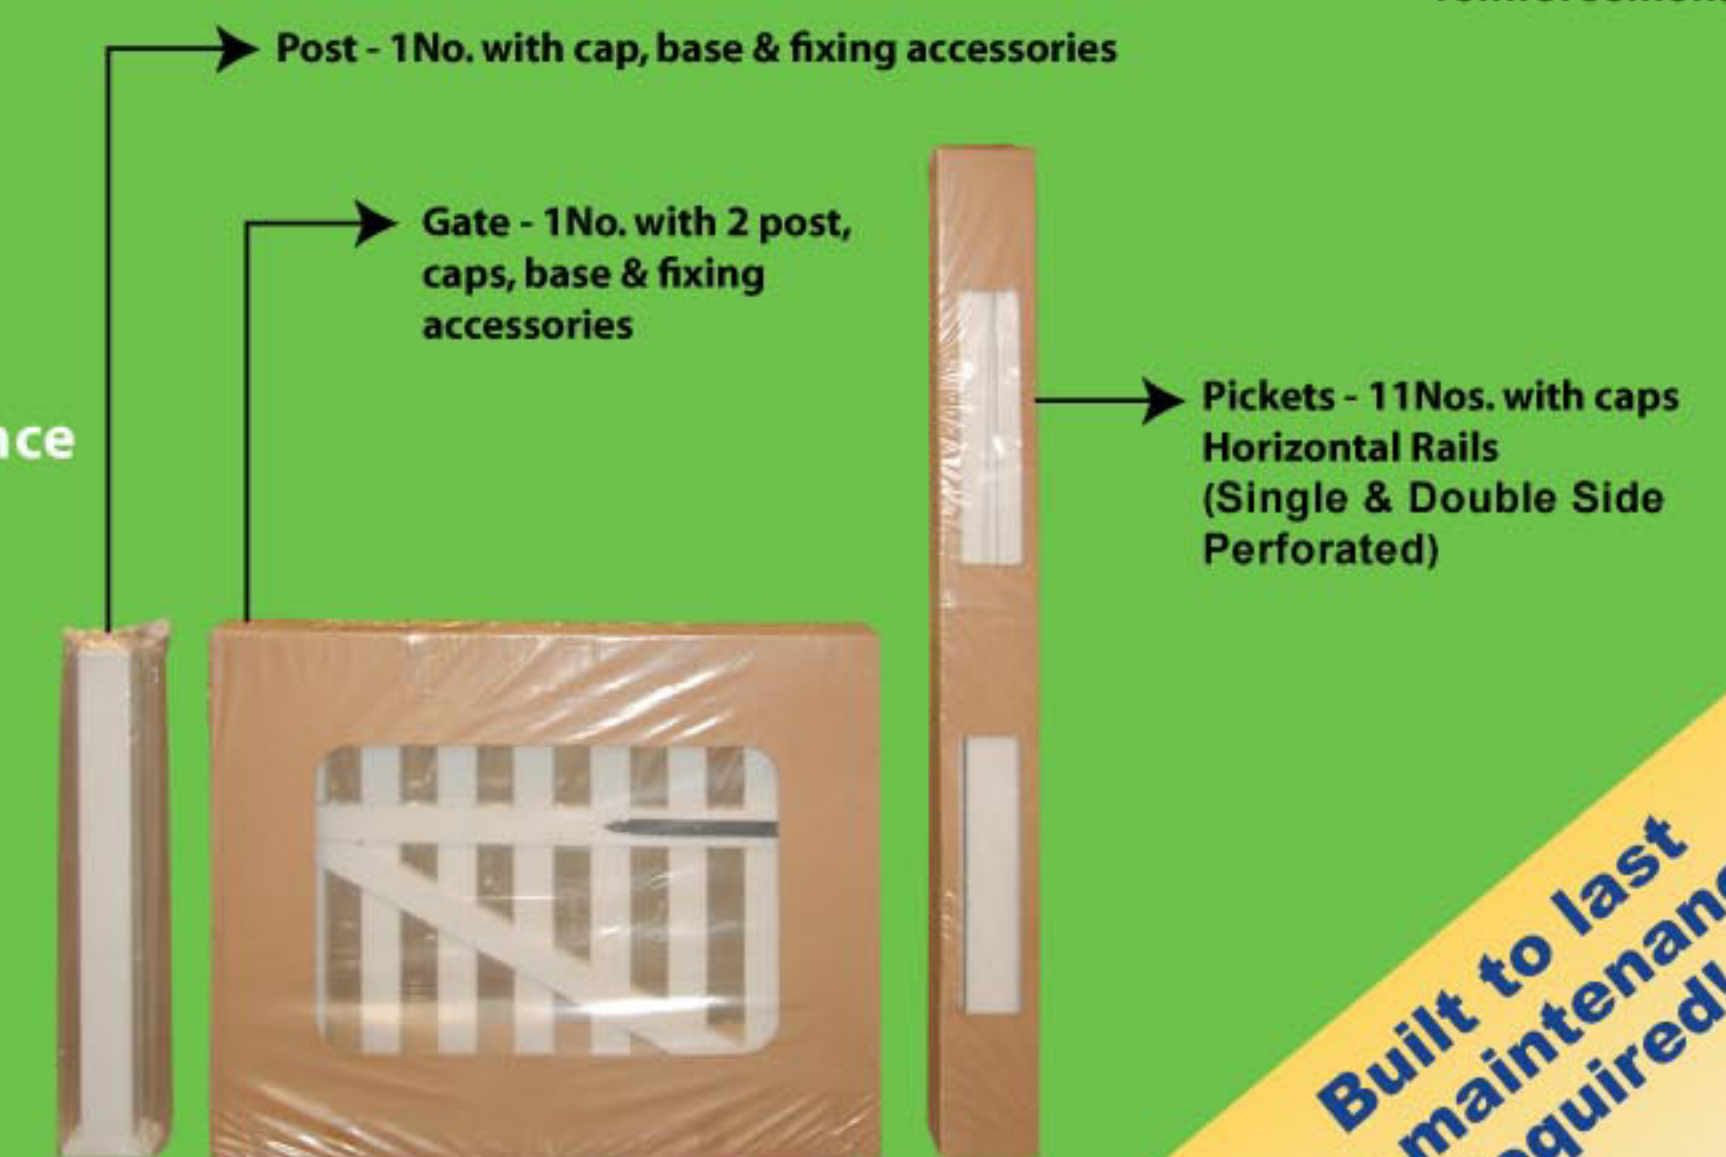 Post - 1No. with cap, base & fixing accessories
Gate - 1No. with 2 post,
caps, base & fixing
accessories
Pickets - 11Nos. with caps
Horizontal Rails
(Single & Double Side
Perforated)
Built to last